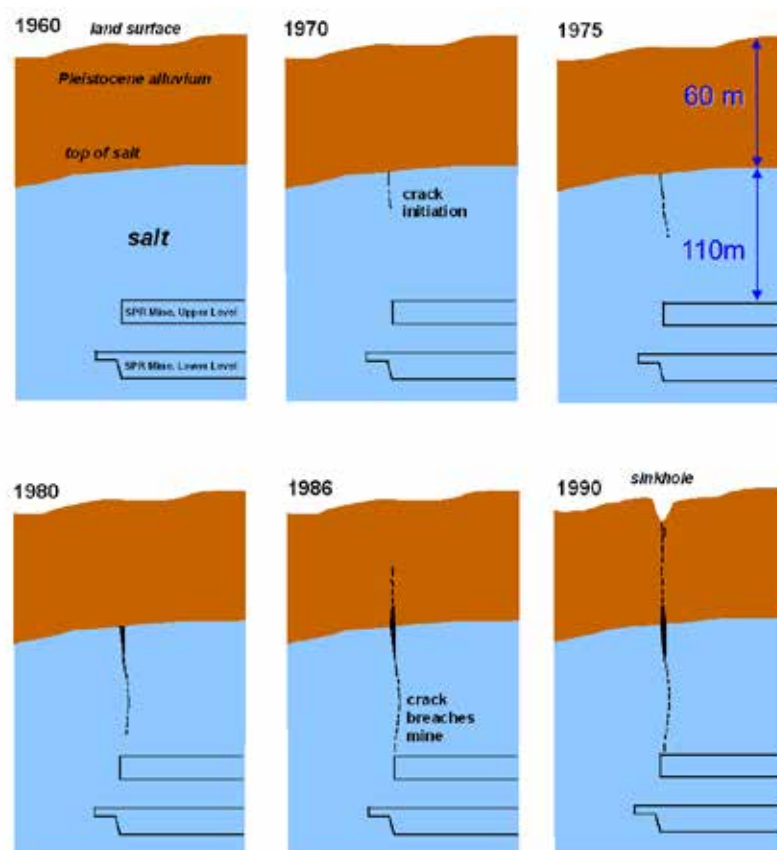 1960
land surface
Pleistocene alluvium
top of salt
salt
SPR Mine. Upper Level
SPR Mine. Lower Level
1970
crack
initiation
1975
60 m
110m
1980
1986
crack
breaches
mine
1990
sinkhole